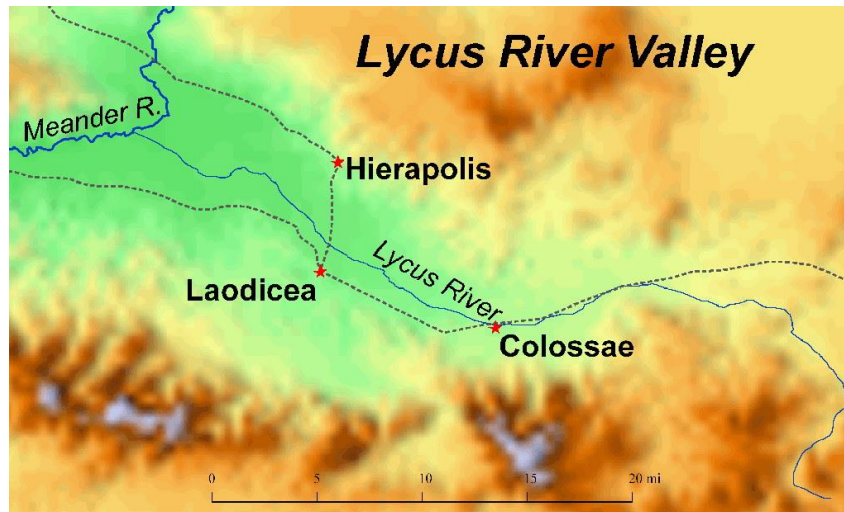 Lycus River Valley
Meander R.
Hierapolis
Lycus River
Laodicea
Colossae
0 5 10 15 20 mi